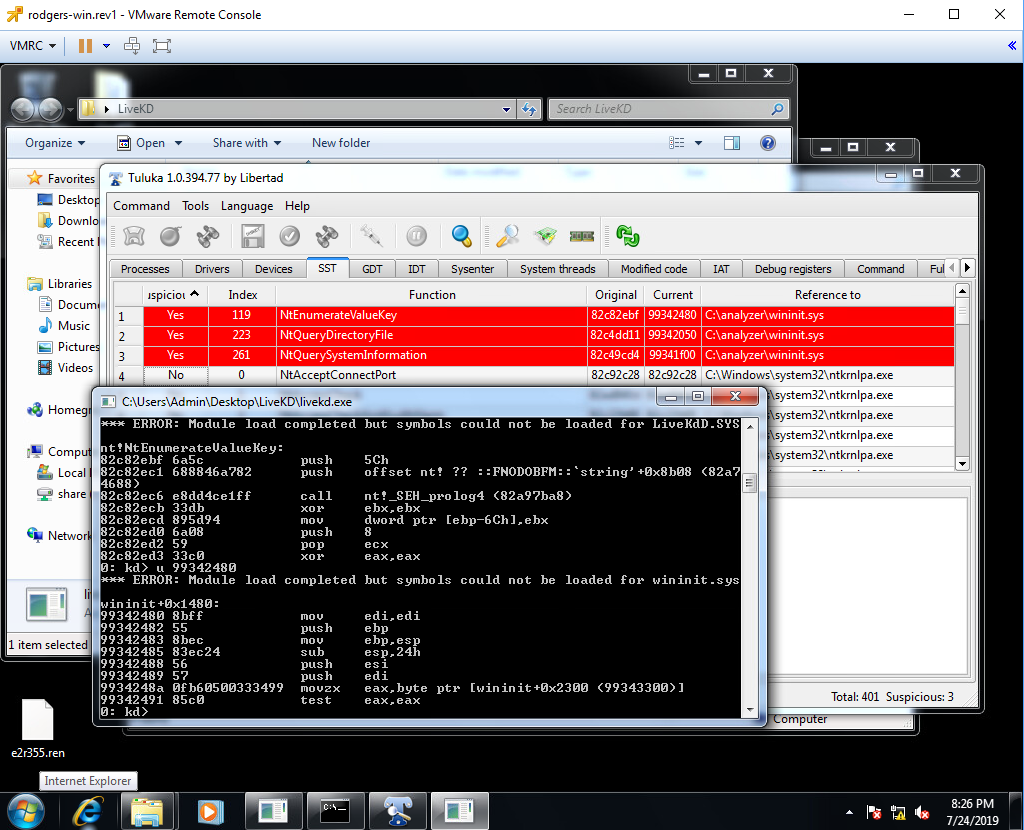 rodgers-win.rev1 - VMware Remote Console
VMRC
LiveKD
Search LiveKD
Organize
Open
Share with
New folder
Favorites
Desktop
Downlo
Recent
Libraries
Docum
Music
Pictures
Videos
Homegr
Comput
Local
share
Network
1 item selected
Tuluka 1.0.394.77 by Libertad
Command Tools Language Help
Processes Drivers Devices SST GDT IDT Sysenter System threads Modified code IAT Debug registers Command Ful
uspiciou Index Function Original Current Reference to
1 Yes 119 NtEnumerateValueKey 82c82ebf 99342480 C:\analyzer\wininit.sys
2 Yes 223 NtQueryDirectoryFile 82c4dd11 99342050 C:\analyzer\wininit.sys
3 Yes 261 NtQuerySystemInformation 82c49cd4 99341f00 C:\analyzer\wininit.sys
4 No 0 NtAcceptConnectPort 82c92c28 82c92c28 C:\Windows\system32\ntkrnlpa.exe
\system32\ntkrnlpa.exe
\system32\ntkrnlpa.exe
\system32\ntkrnlpa.exe
\system32\ntkrnlpa.exe
Total: 401 Suspicious: 3
Computer
C:\Users\Admin\Desktop\LiveKD\livekd.exe
*** ERROR: Module load completed but symbols could not be loaded for LiveKdD.SYS
nt!NtEnumerateValueKey:
82c82ebf 6a5c push 5Ch
82c82ec1 688846a782 push offset nt! ?? ::FNODOBFM::`string'+0x8b08 (82a7
4688)
82c82ec6 e8dd4ce1ff call nt!_SEH_prolog4 (82a97ba8)
82c82ecb 33db xor ebx,ebx
82c82ecd 895d94 mov dword ptr [ebp-6Ch],ebx
82c82ed0 6a08 push 8
82c82ed2 59 pop ecx
82c82ed3 33c0 xor eax,eax
0: kd> u 99342480
*** ERROR: Module load completed but symbols could not be loaded for wininit.sys
wininit+0x1480:
99342480 8bff mov edi,edi
99342482 55 push ebp
99342483 8bec mov ebp,esp
99342485 83ec24 sub esp,24h
99342488 56 push esi
99342489 57 push edi
9934248a 0fb60500333499 movzx eax,byte ptr [wininit+0x2300 (99343300)]
99342491 85c0 test eax,eax
0: kd>
e2r355.ren
Internet Explorer
8:26 PM
7/24/2019